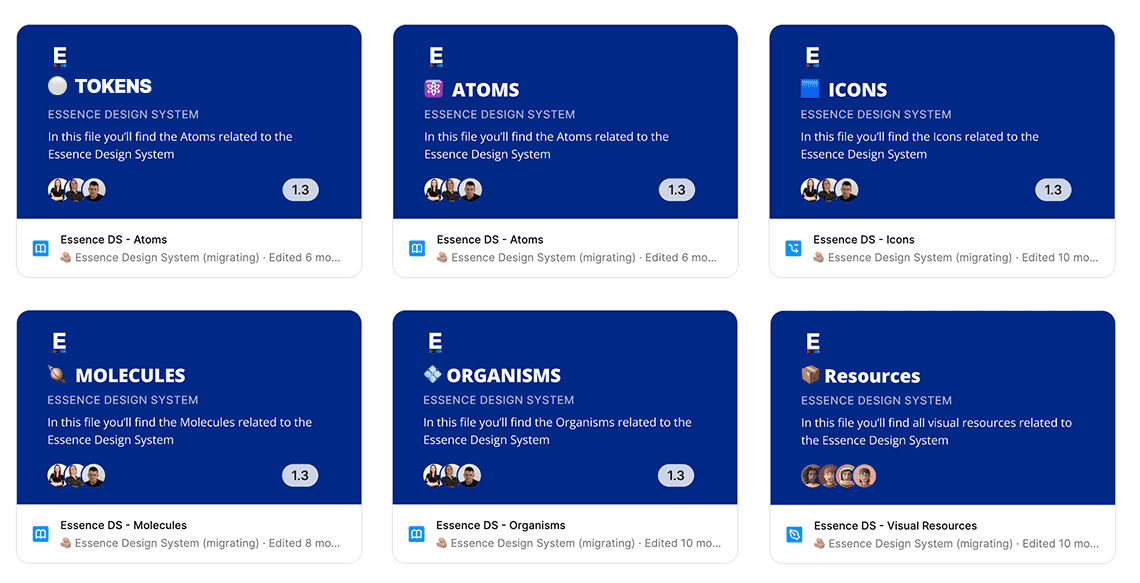 E
TOKENS
ESSENCE DESIGN SYSTEM
In this file you’ll find the Atoms related to the
Essence Design System
1.3
Essence DS - Atoms
Essence Design System (migrating) · Edited 6 mo...
E
ATOMS
ESSENCE DESIGN SYSTEM
In this file you’ll find the Atoms related to the
Essence Design System
1.3
Essence DS - Atoms
Essence Design System (migrating) · Edited 6 mo...
E
ICONS
ESSENCE DESIGN SYSTEM
In this file you’ll find the Icons related to the
Essence Design System
1.3
Essence DS - Icons
Essence Design System (migrating) · Edited 10 mo...
E
MOLECULES
ESSENCE DESIGN SYSTEM
In this file you’ll find the Molecules related to the
Essence Design System
1.3
Essence DS - Molecules
Essence Design System (migrating) · Edited 8 mo...
E
ORGANISMS
ESSENCE DESIGN SYSTEM
In this file you’ll find the Organisms related to the
Essence Design System
1.3
Essence DS - Organisms
Essence Design System (migrating) · Edited 10 mo...
E
Resources
ESSENCE DESIGN SYSTEM
In this file you’ll find all visual resources related to
the Essence Design System
Essence DS - Visual Resources
Essence Design System (migrating) · Edited 10 mo...